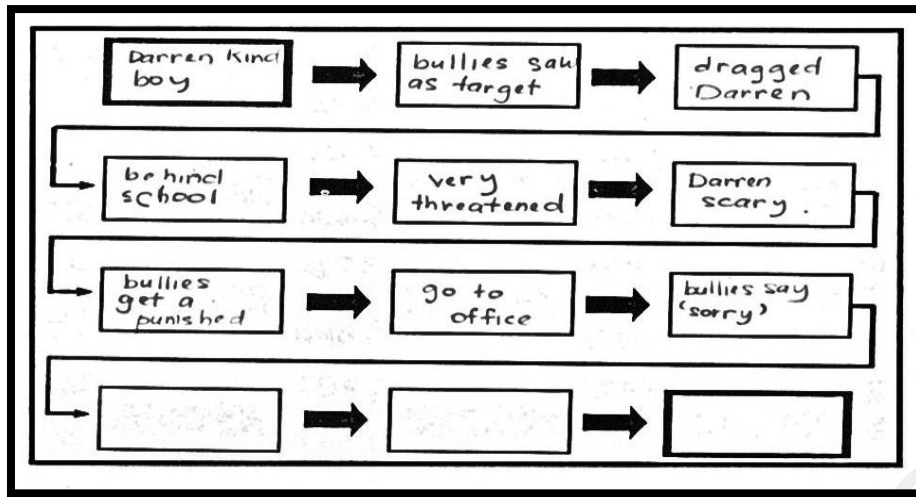 Darren kind
boy
bullies saw
as target
dragged
Darren
behind
school
very
threatened
Darren
scary.
bullies
get a
punished
go to
office
bullies say
'sorry'